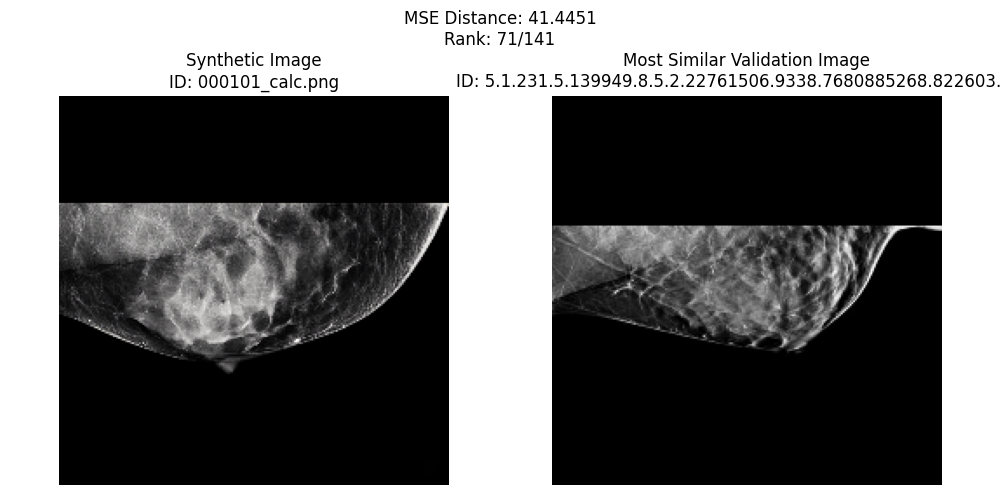 MSE Distance: 41.4451
Rank: 71/141
Synthetic Image
ID: 000101_calc.png
Most Similar Validation Image
ID: 5.1.231.5.139949.8.5.2.22761506.9338.7680885268.822603.